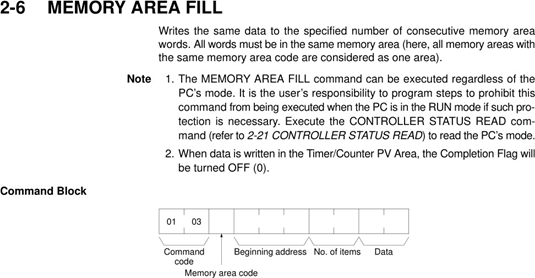 2-6 MEMORY AREA FILL
Writes the same data to the specified number of consecutive memory area
words. All words must be in the same memory area (here, all memory areas with
the same memory area code are considered as one area).
Note 1. The MEMORY AREA FILL command can be executed regardless of the
PC's mode. It is the user's responsibility to program steps to prohibit this
command from being executed when the PC is in the RUN mode if such pro-
tection is necessary. Execute the CONTROLLER STATUS READ com-
mand (refer to 2-21 CONTROLLER STATUS READ) to read the PC's mode.
2. When data is written in the Timer/Counter PV Area, the Completion Flag will
be turned OFF (0).
Command Block
01 03
Command Beginning address No. of items Data
code
Memory area code